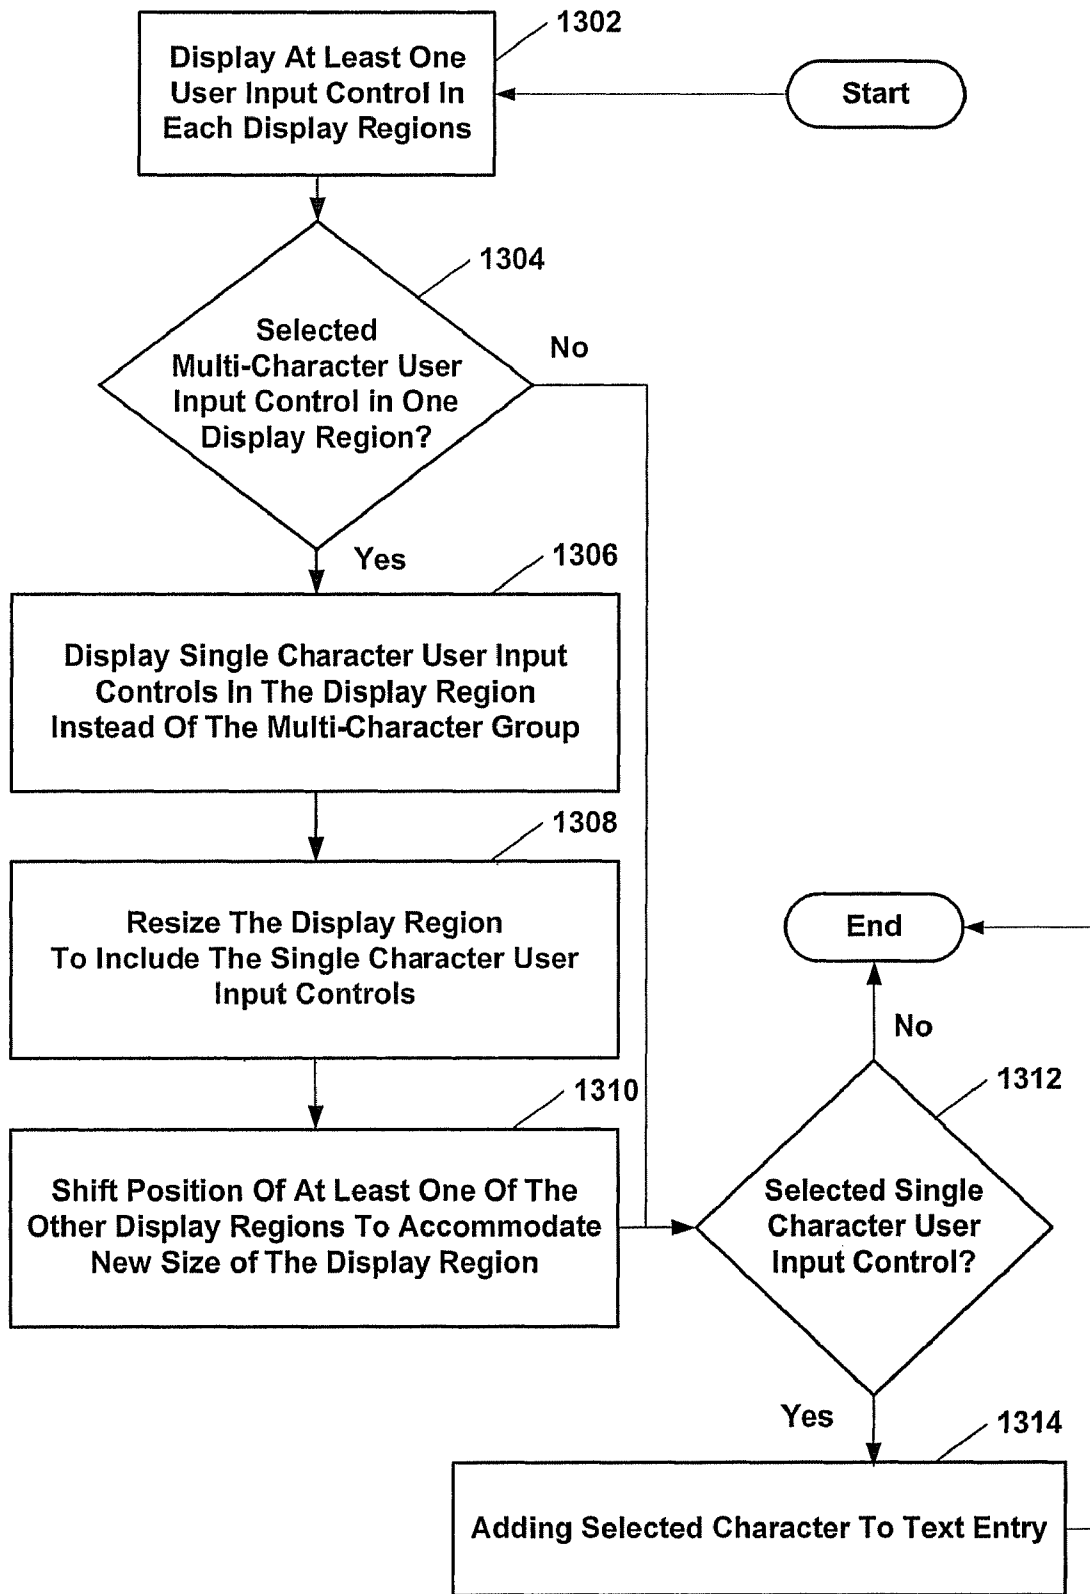 1302
Display At Least One
User Input Control In
Each Display Regions
Start
1304
Selected
Multi-Character User
Input Control in One
Display Region?
No
Yes
1306
Display Single Character User Input
Controls In The Display Region
Instead Of The Multi-Character Group
1308
Resize The Display Region
To Include The Single Character User
Input Controls
End
No
1310
1312
Shift Position Of At Least One Of The
Other Display Regions To Accommodate
New Size of The Display Region
Selected Single
Character User
Input Control?
Yes
1314
Adding Selected Character To Text Entry